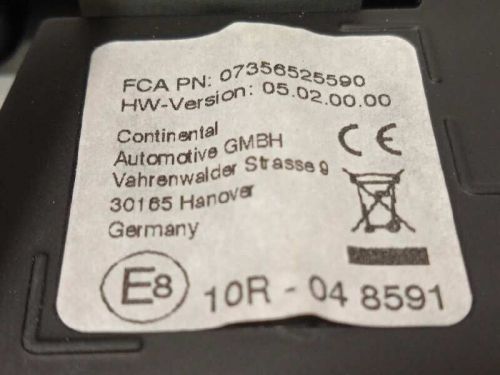 FCA PN: 07356525590
HW-Version: 05.02.00.00
Continental
Automotive GMBH
Vahrenwalder Strasse 9
30165 Hanover
Germany
CE
E8 10R - 04 8591